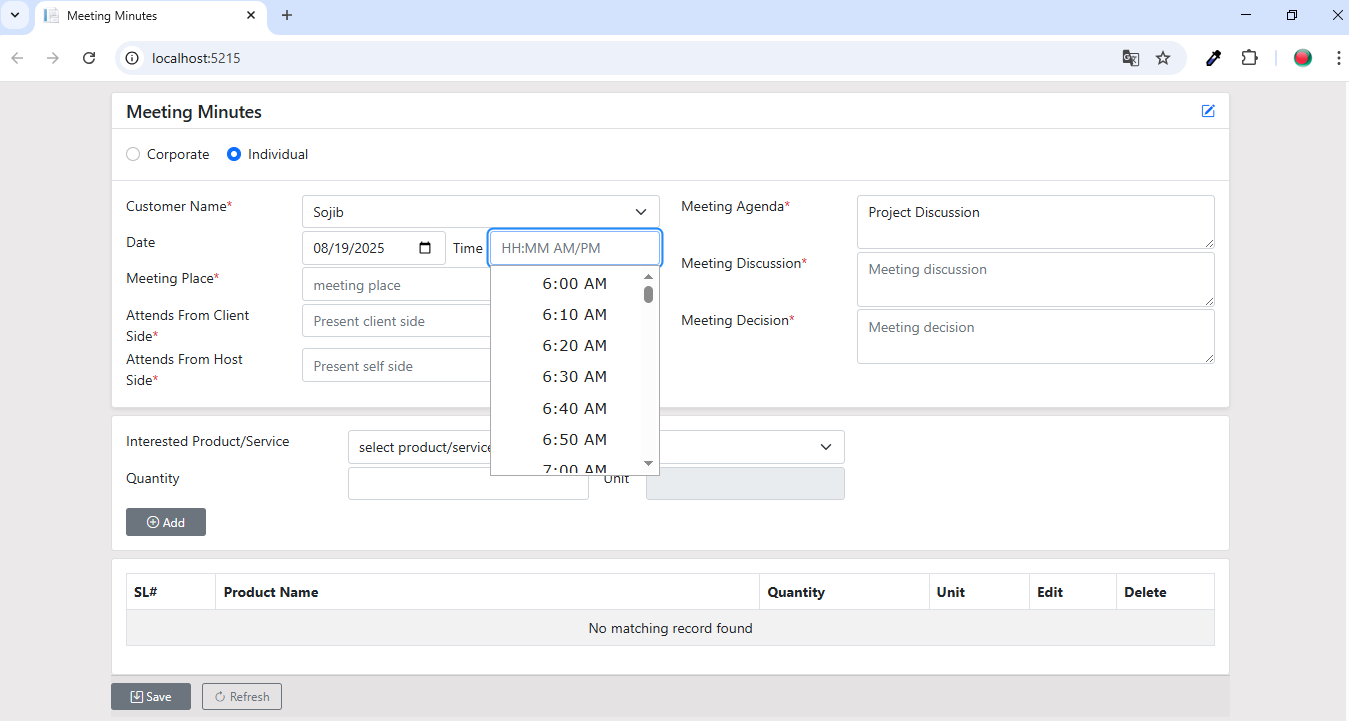 Meeting Minutes
localhost:5215
Meeting Minutes
Corporate Individual
Customer Name* Sojib Meeting Agenda* Project Discussion
Date 08/19/2025 Time HH:MM AM/PM
Meeting Discussion* Meeting discussion
Meeting Place* meeting place
Attends From Client Side* Present client side
Meeting Decision* Meeting decision
Attends From Host Side* Present self side
6:00 AM
6:10 AM
6:20 AM
6:30 AM
6:40 AM
6:50 AM
7:00 AM
Interested Product/Service select product/service
Quantity Unit
Add
SL# Product Name Quantity Unit Edit Delete
No matching record found
Save Refresh